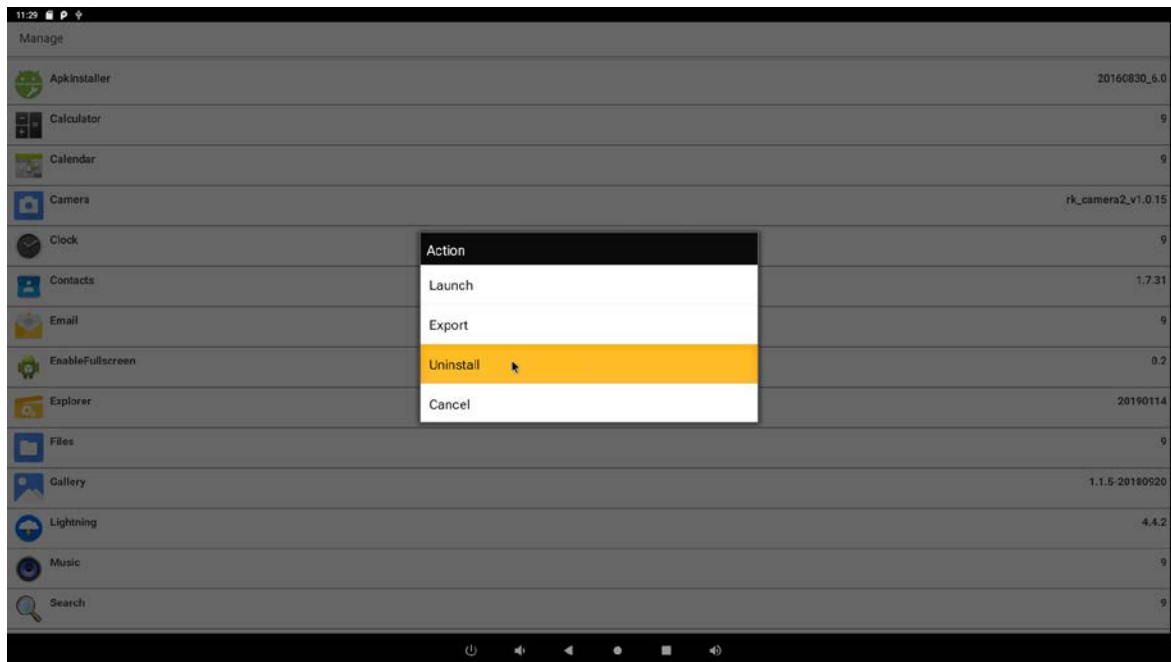 11:29
Manage
ApkInstaller 20160830_6.0
Calculator 9
Calendar 9
Camera rk_camera2_v1.0.15
Clock 9
Contacts 1.7.31
Email 9
EnableFullscreen 0.2
Explorer 20190114
Files 9
Gallery 1.1.5-20180920
Lightning 4.4.2
Music 9
Search 9
Action
Launch
Export
Uninstall
Cancel